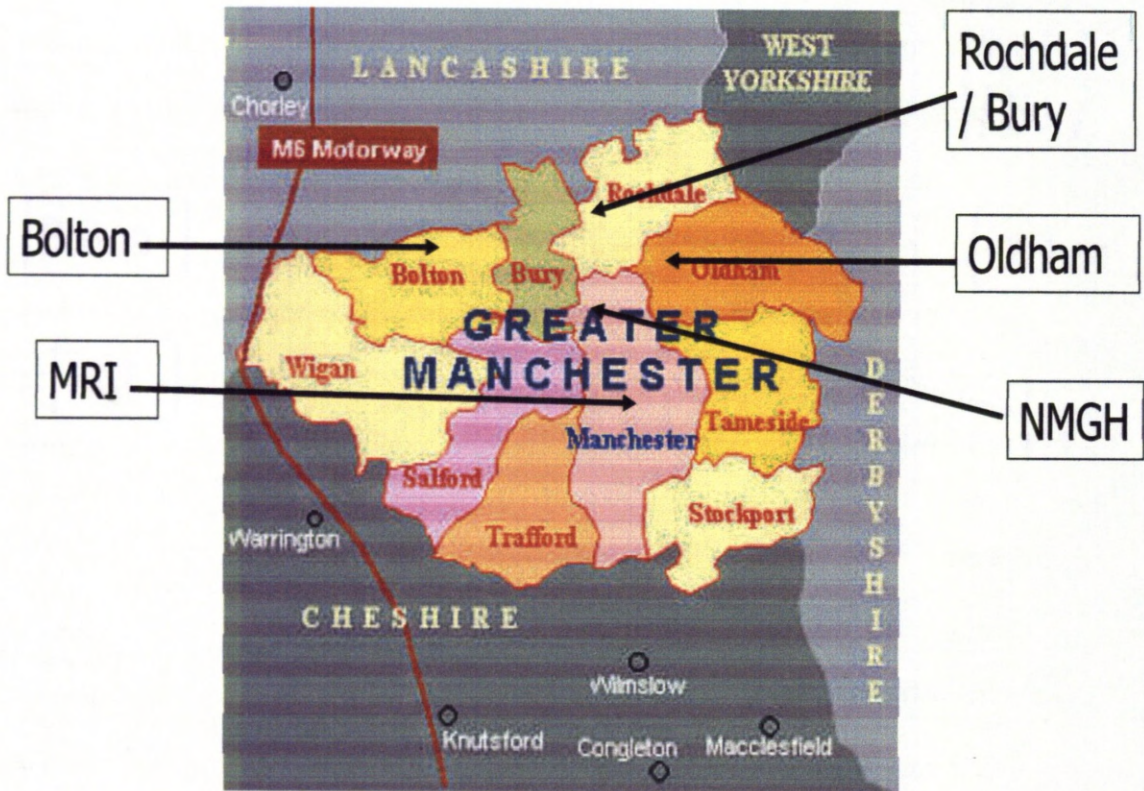 LANCASHIRE
WEST
YORKSHIRE
Rochdale
/ Bury
Chorley
M6 Motorway
Rochdale
Bolton
Bolton
Bury
Oldham
Oldham
GREATER
MANCHESTER
Wigan
MRI
Tameside
Manchester
NMGH
Salford
Stockport
Trafford
Warrington
DERBYSHIRE
CHESHIRE
Wilmslow
Knutsford
Congleton
Macclesfield